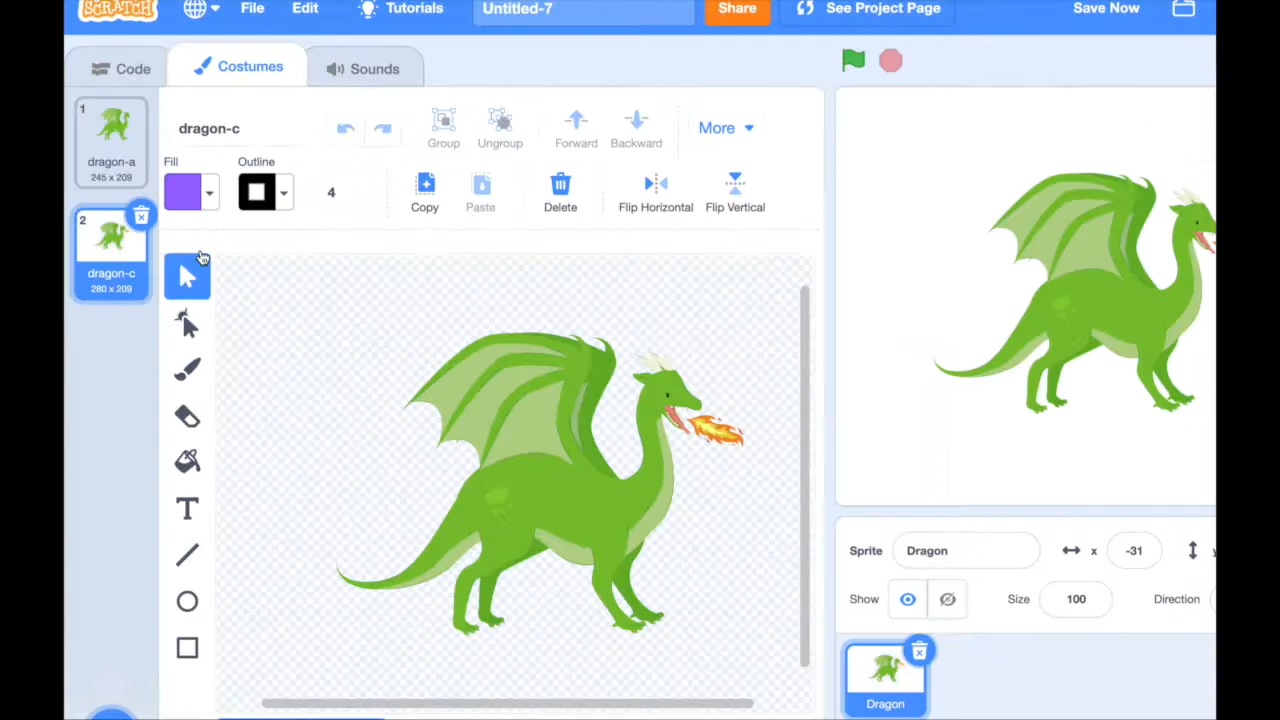 SCRATCH File Edit Tutorials Untitled-7 Share See Project Page Save Now
Code Costumes Sounds
1
dragon-a
245 x 209
2
dragon-c
280 x 209
dragon-c Group Ungroup Forward Backward More
Fill Outline 4 Copy Paste Delete Flip Horizontal Flip Vertical
T
Sprite Dragon x -31 y
Show Size 100 Direction
Dragon